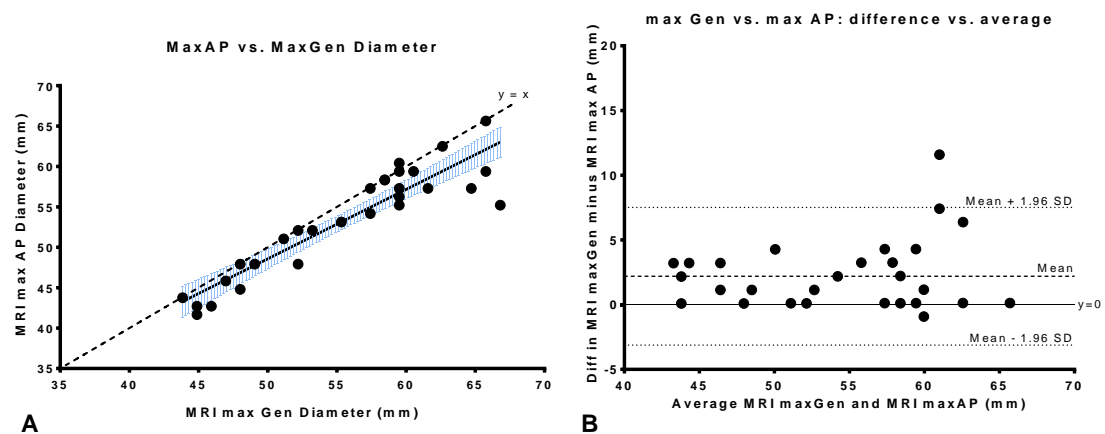 max Gen vs. max AP: difference vs. average
MaxAP vs. MaxGen Diameter
MRI max AP Diameter (mm)
70
65
60
55
50
45
40
35
y = x
35 40 45 50 55 60 65 70
MRI max Gen Diameter (mm)
A
Diff in MRI maxGen minus MRI max AP (mm)
20
15
10
5
0
-5
Mean + 1.96 SD
Mean
y=0
Mean - 1.96 SD
40 50 60 70
45 55 65
Average MRI maxGen and MRI maxAP (mm)
B